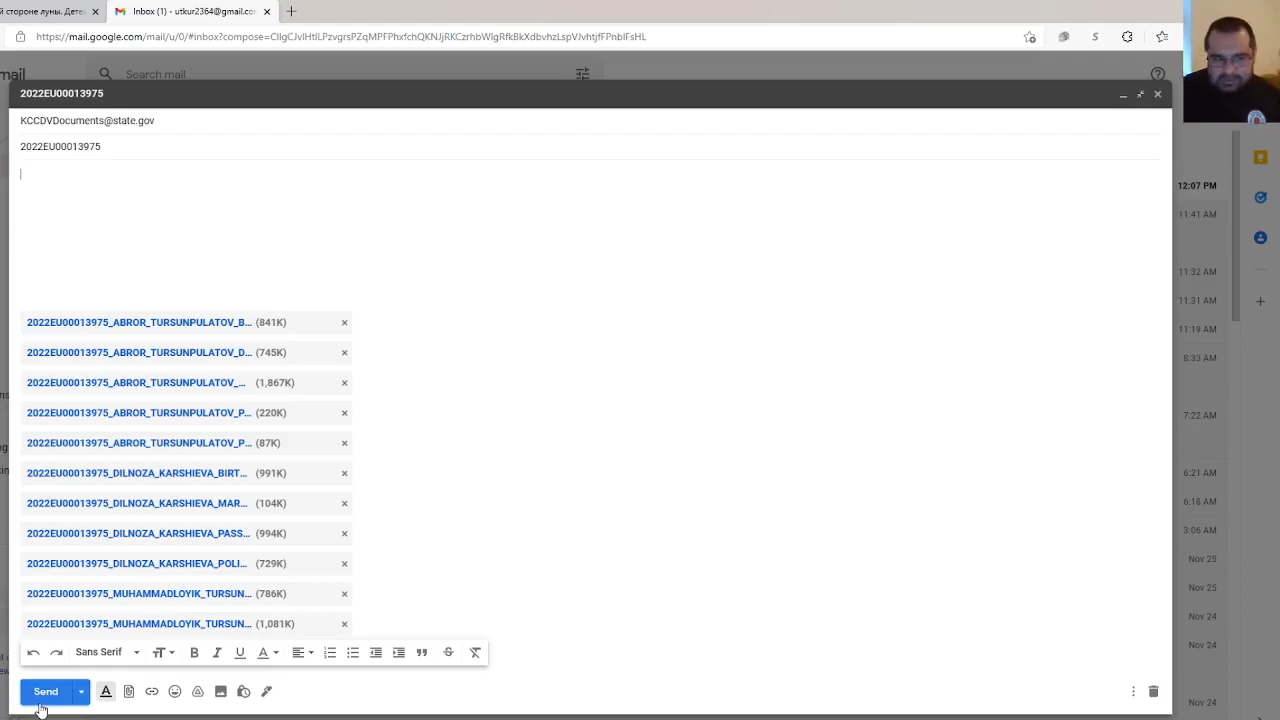 й стороне луны. Дете
Inbox (1) - utkur2364@gmail.co
https://mail.google.com/mail/u/0/#inbox?compose=
mail
Search mail
2022EU00013975
KCCDVDocuments@state.gov
2022EU00013975
2022EU00013975_ABROR_TURSUNPULATOV_B... (841K)
2022EU00013975_ABROR_TURSUNPULATOV_D... (745K)
2022EU00013975_ABROR_TURSUNPULATOV_... (1,867K)
2022EU00013975_ABROR_TURSUNPULATOV_P... (220K)
2022EU00013975_ABROR_TURSUNPULATOV_P... (87K)
2022EU00013975_DILNOZA_KARSHIEVA_BIRT... (991K)
2022EU00013975_DILNOZA_KARSHIEVA_MAR... (104K)
2022EU00013975_DILNOZA_KARSHIEVA_PASS... (994K)
2022EU00013975_DILNOZA_KARSHIEVA_POLI... (729K)
2022EU00013975_MUHAMMADLOYIK_TURSUN... (786K)
2022EU00013975_MUHAMMADLOYIK_TURSUN... (1,081K)
Sans Serif
Send
12:07 PM
11:41 AM
11:32 AM
11:31 AM
11:19 AM
8:33 AM
7:22 AM
6:21 AM
6:18 AM
3:06 AM
Nov 25
Nov 25
Nov 24
Nov 24
Nov 24